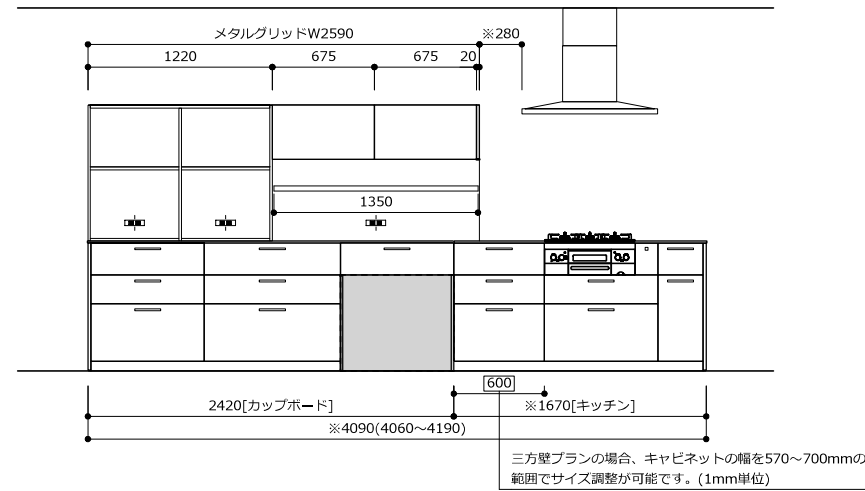 メタルグリッドW2590
※280
1220
675
675
20
1350
600
2420[カップボード]
※1670[キッチン]
※4090(4060～4190)
三方壁プランの場合、キャビネットの幅を570～700mmの
範囲でサイズ調整が可能です。(1mm単位)